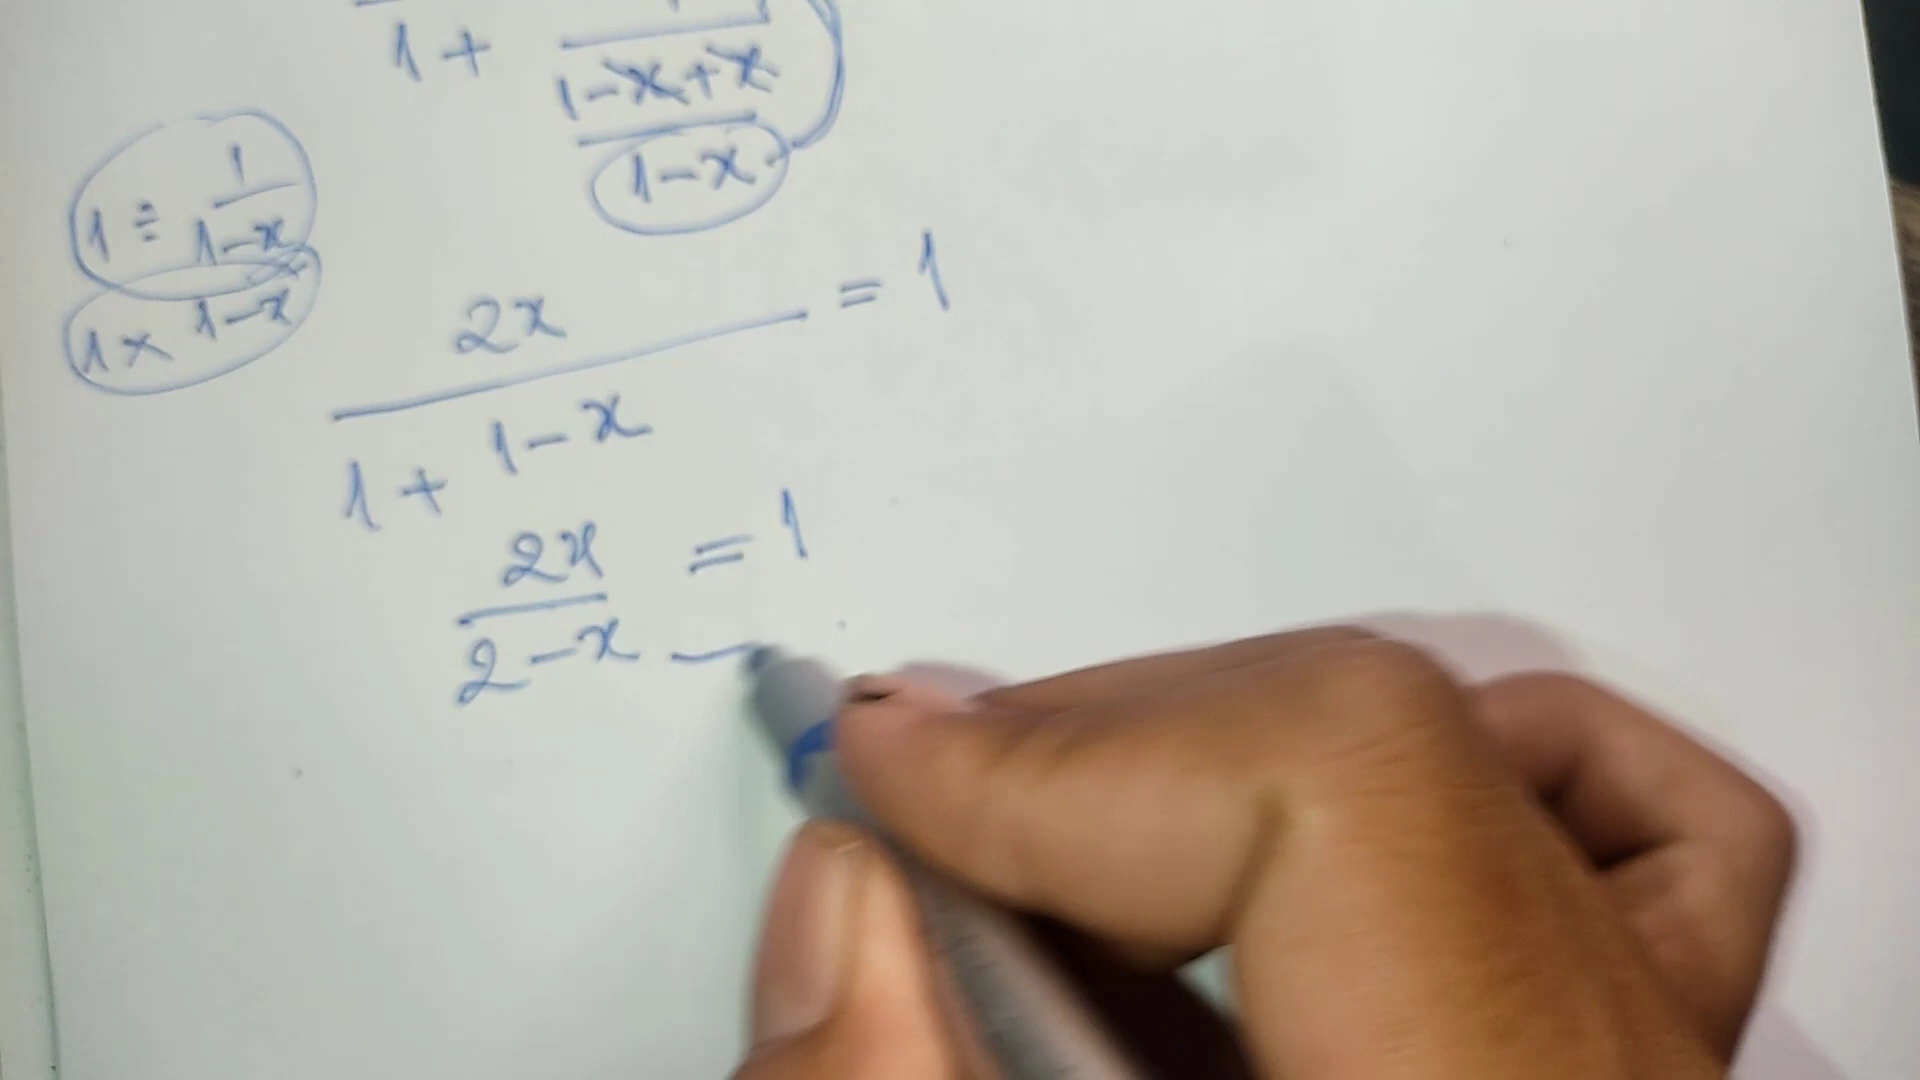 1 +
1-x+x
1-x
1 ÷ 1
1-x
1 × 1-x
2x = 1
1 + 1-x
2x = 1
2-x